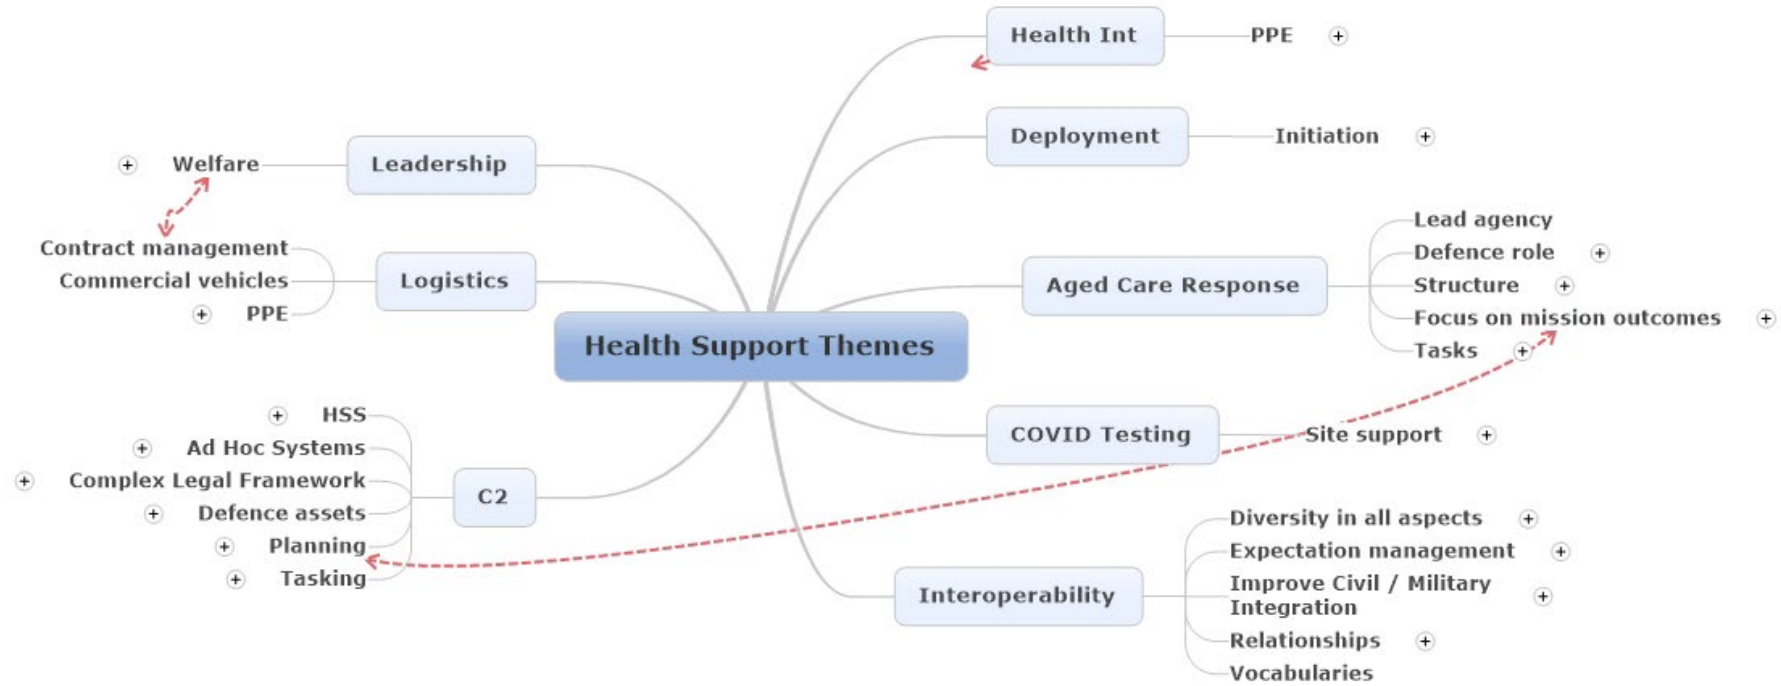 Health Support Themes
Health Int
PPE
Deployment
Initiation
Aged Care Response
Lead agency
Defence role
Structure
Focus on mission outcomes
Tasks
COVID Testing
Site support
Interoperability
Diversity in all aspects
Expectation management
Improve Civil / Military
Integration
Relationships
Vocabularies
Leadership
Welfare
Logistics
Contract management
Commercial vehicles
PPE
C2
HSS
Ad Hoc Systems
Complex Legal Framework
Defence assets
Planning
Tasking